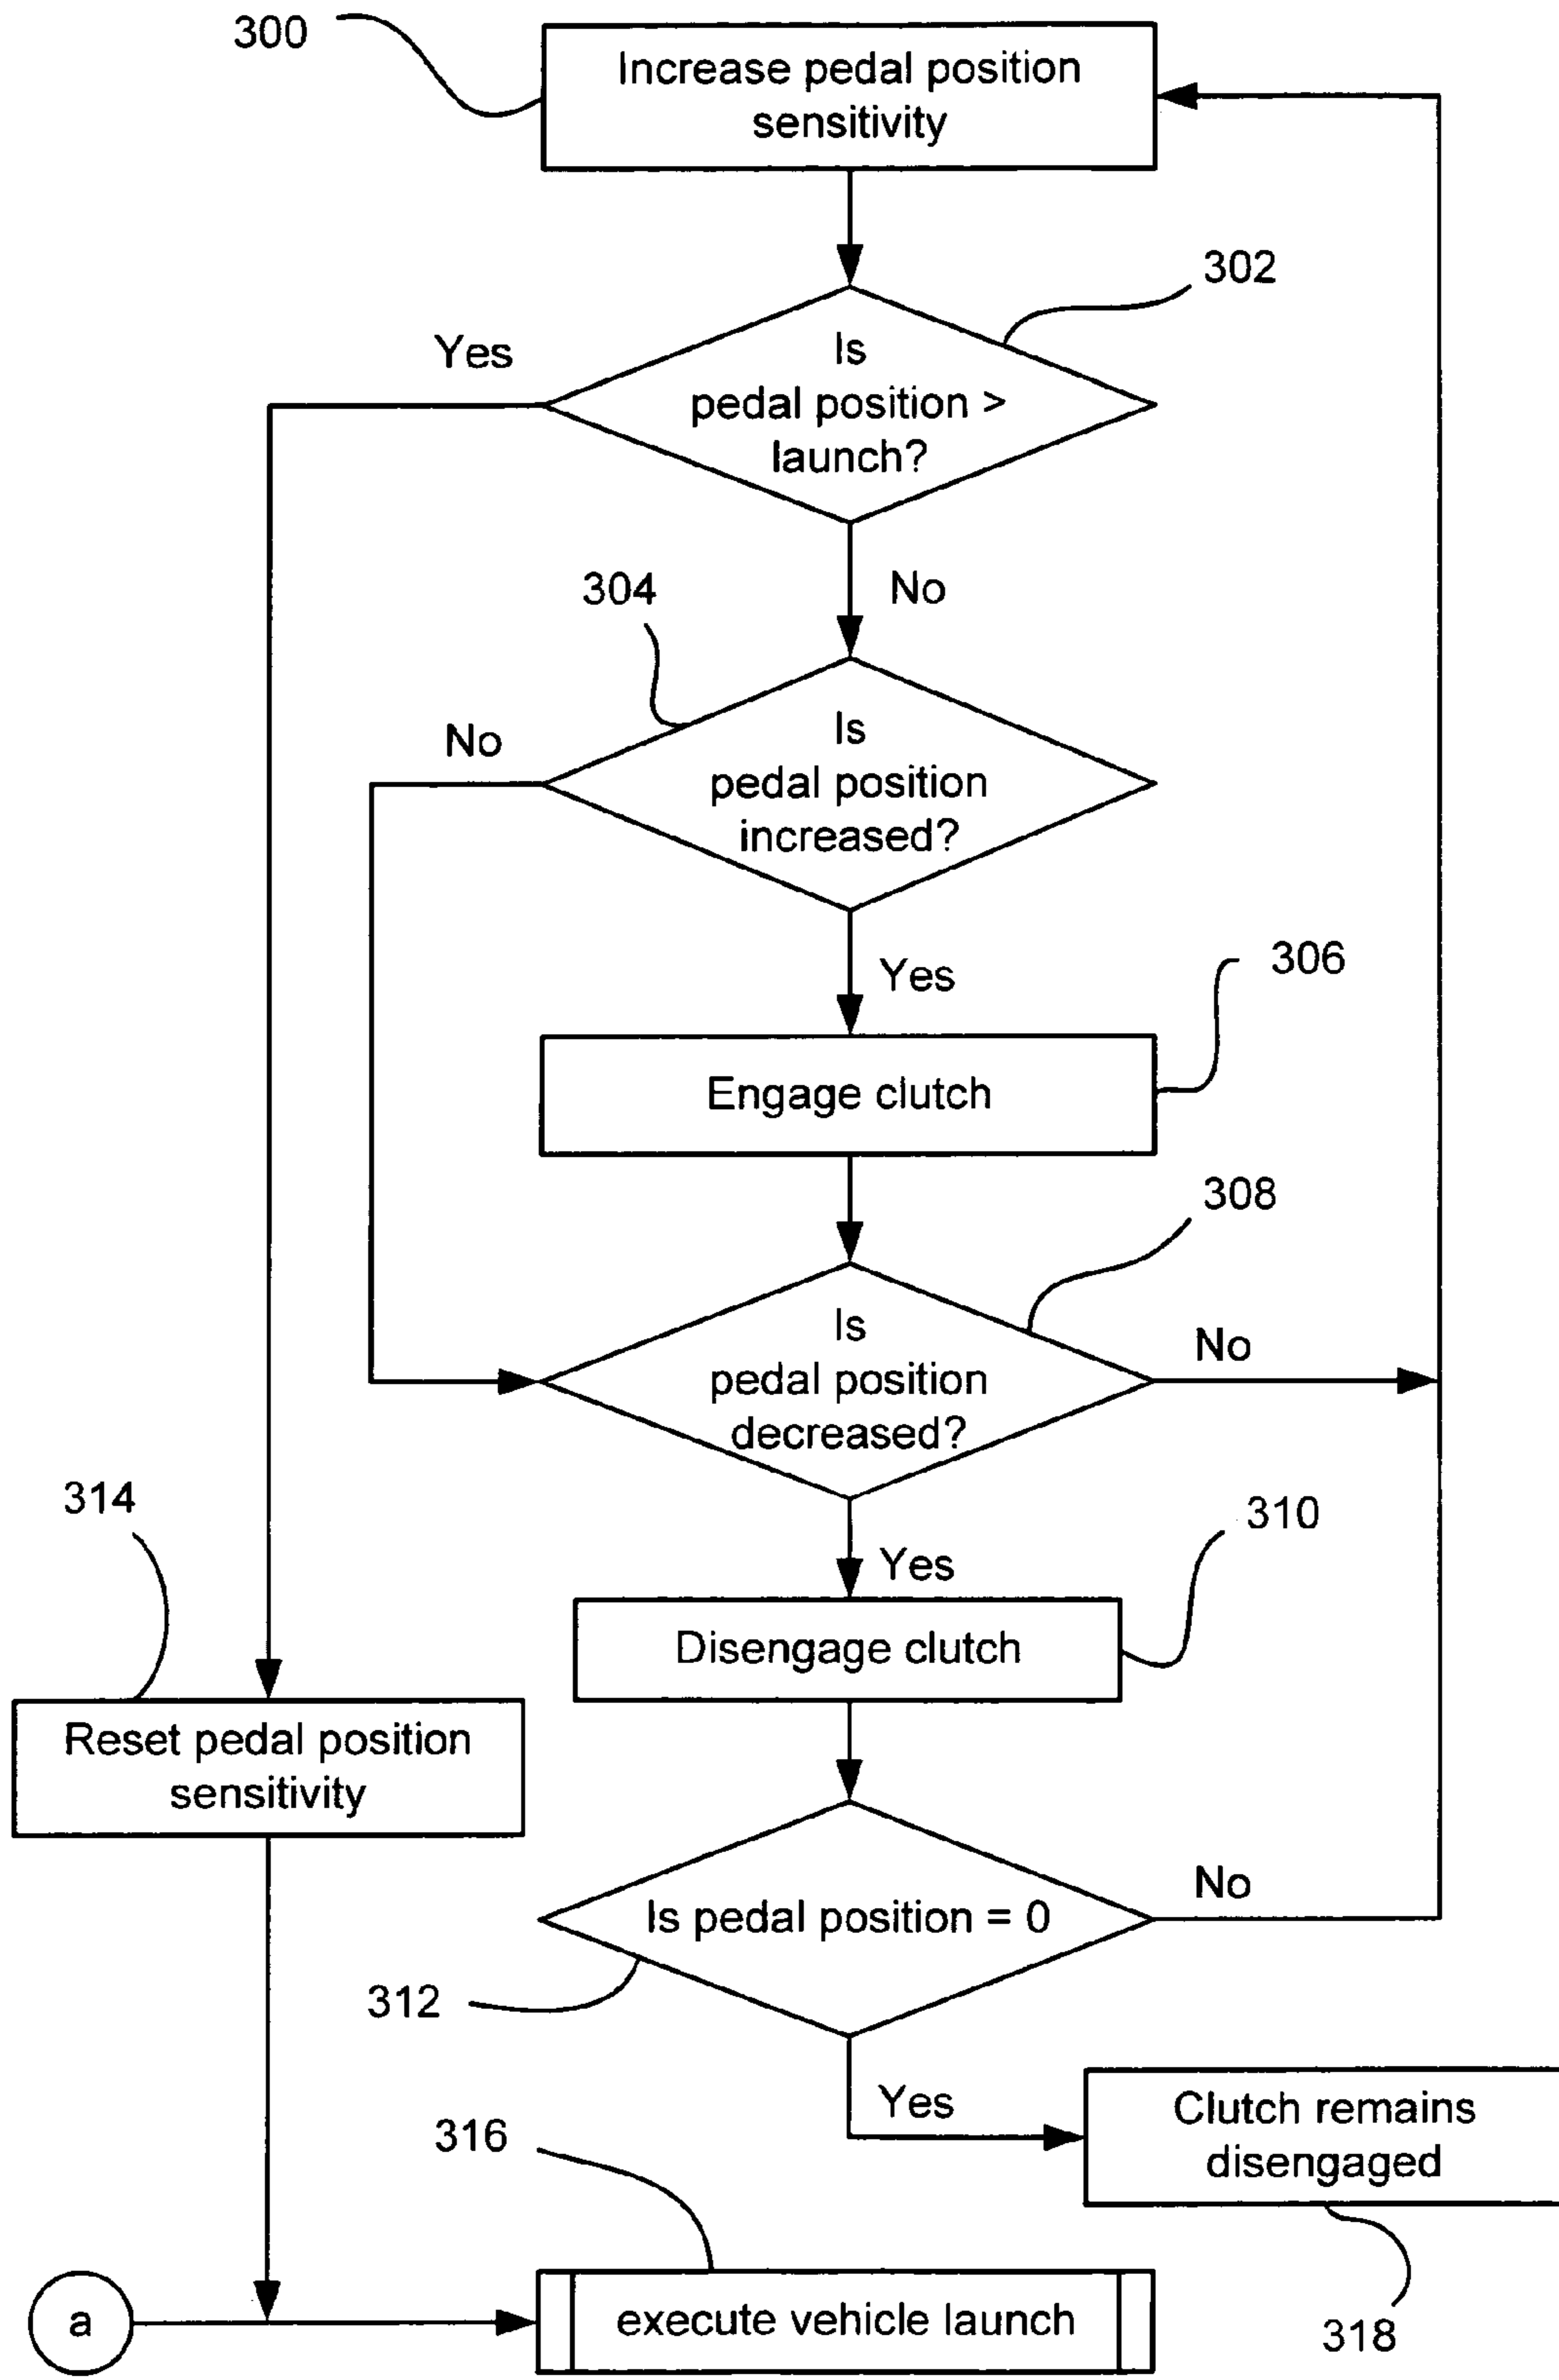 300
Increase pedal position
sensitivity
302
Yes
Is
pedal position >
launch?
No
304
No
Is
pedal position
increased?
Yes
306
Engage clutch
308
Is
pedal position
decreased?
No
314
310
Yes
Disengage clutch
Reset pedal position
sensitivity
No
Is pedal position = 0
312
Yes
Clutch remains
disengaged
316
a
execute vehicle launch
318